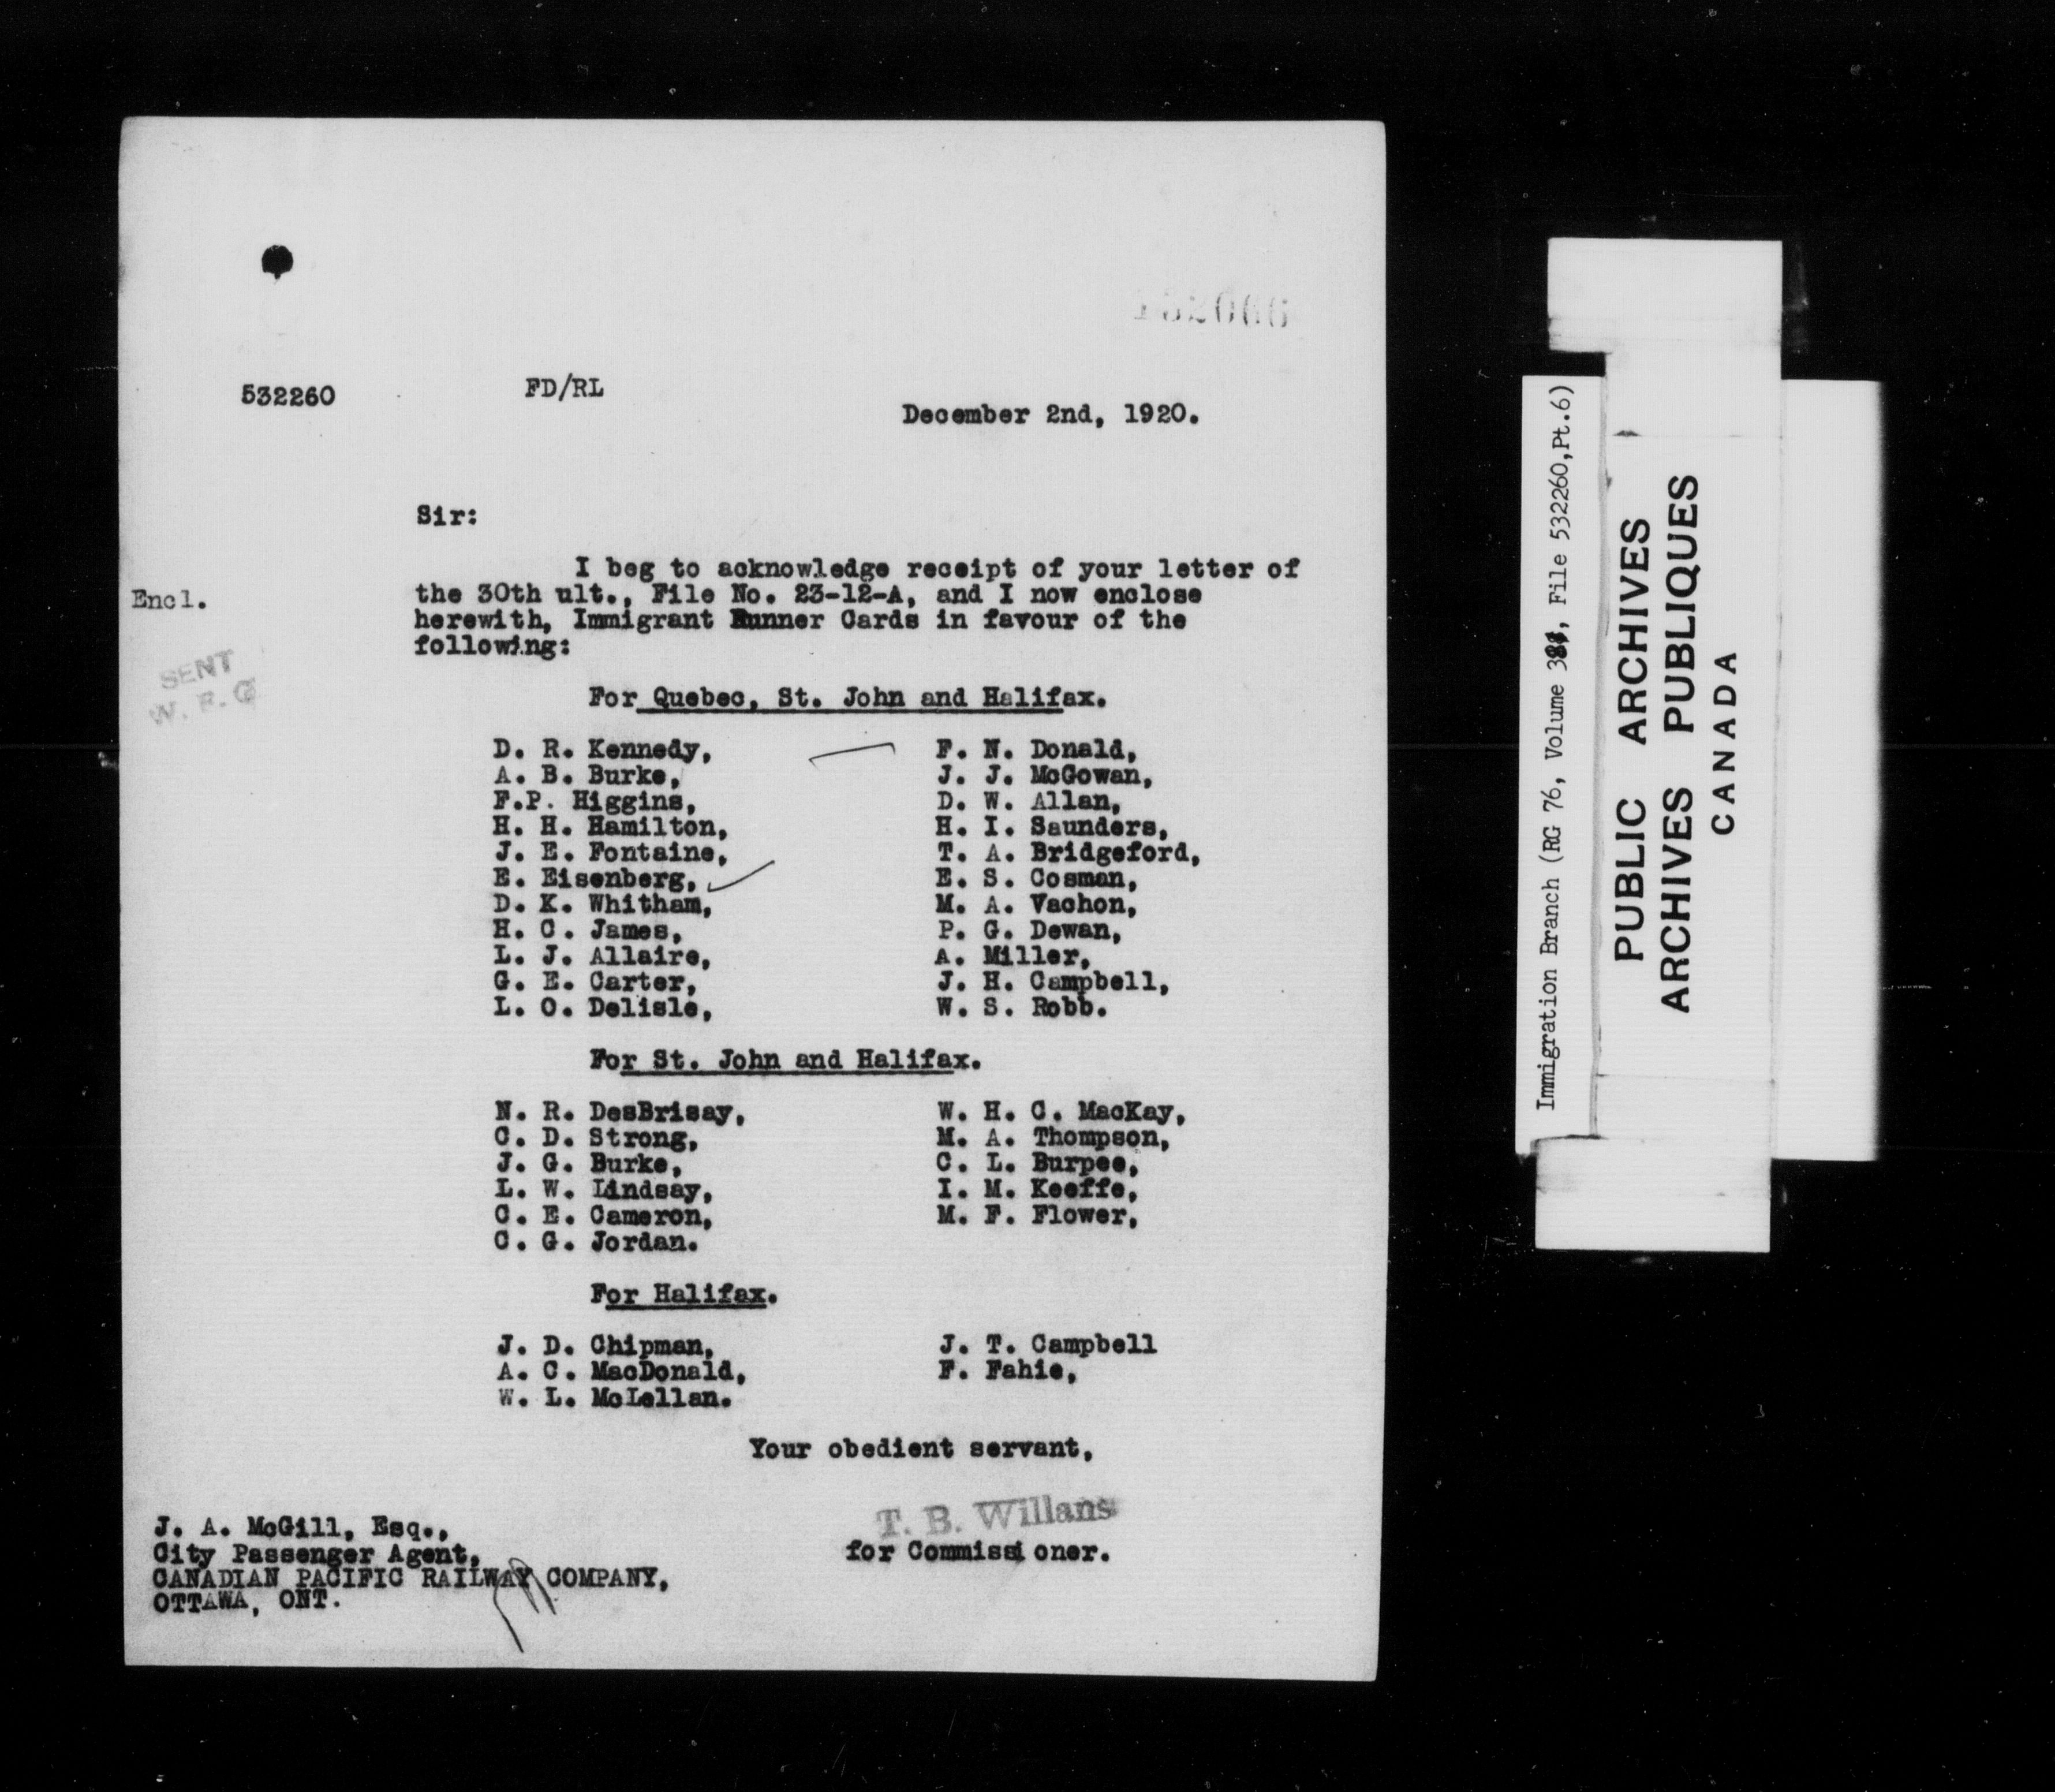 532260
FD/RL
December 2nd, 1920.
Sir:
I beg to acknowledge receipt of your letter of
the 30th ult., File No. 23-12-A, and I now enclose
herewith, Immigrant Runner Cards in favour of the
following:
Encl.
SENT
W. F. G
For Quebec, St. John and Halifax.
D. R. Kennedy, F. N. Donald,
A. B. Burke, J. J. McGowan,
F.P. Higgins, D. W. Allan,
H. H. Hamilton, H. I. Saunders,
J. E. Fontaine, T. A. Bridgeford,
E. Eisenberg, E. S. Cosman,
D. K. Whitham, M. A. Vachon,
H. C. James, P. G. Dewan,
L. J. Allaire, A. Miller,
G. E. Carter, J. H. Campbell,
L. O. Delisle, W. S. Robb.
For St. John and Halifax.
N. R. DesBrisay, W. H. C. MacKay,
C. D. Strong, M. A. Thompson,
J. G. Burke, C. L. Burpee,
L. W. Lindsay, I. M. Keeffe,
C. E. Cameron, M. F. Flower,
C. G. Jordan.
For Halifax.
J. D. Chipman, J. T. Campbell
A. C. MacDonald, F. Fahie,
W. L. McLellan.
Your obedient servant,
T. B. Willans
for Commissioner.
J. A. McGill, Esq.,
City Passenger Agent,
CANADIAN PACIFIC RAILWAY COMPANY,
OTTAWA, ONT.
Immigration Branch (RG 76, Volume , File 532260,Pt.6)
PUBLIC ARCHIVES
ARCHIVES PUBLIQUES
CANADA